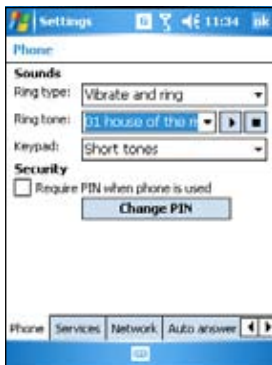 Settings 11:34 ok
Phone
Sounds
Ring type: Vibrate and ring
Ring tone: 01 house of the
Keypad: Short tones
Security
Require PIN when phone is used
Change PIN
Phone Services Network Auto answer